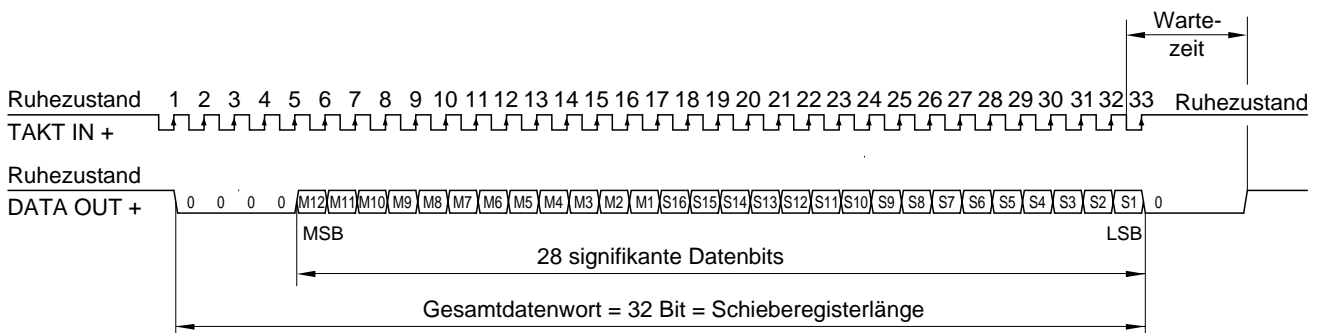 Warte-
zeit
Ruhezustand 1 2 3 4 5 6 7 8 9 10 11 12 13 14 15 16 17 18 19 20 21 22 23 24 25 26 27 28 29 30 31 32 33 Ruhezustand
TAKT IN +
Ruhezustand
DATA OUT + 0 0 0 0 M12 M11 M10 M9 M8 M7 M6 M5 M4 M3 M2 M1 S16 S15 S14 S13 S12 S11 S10 S9 S8 S7 S6 S5 S4 S3 S2 S1 0
MSB LSB
28 signifikante Datenbits
Gesamtdatenwort = 32 Bit = Schieberegisterlänge